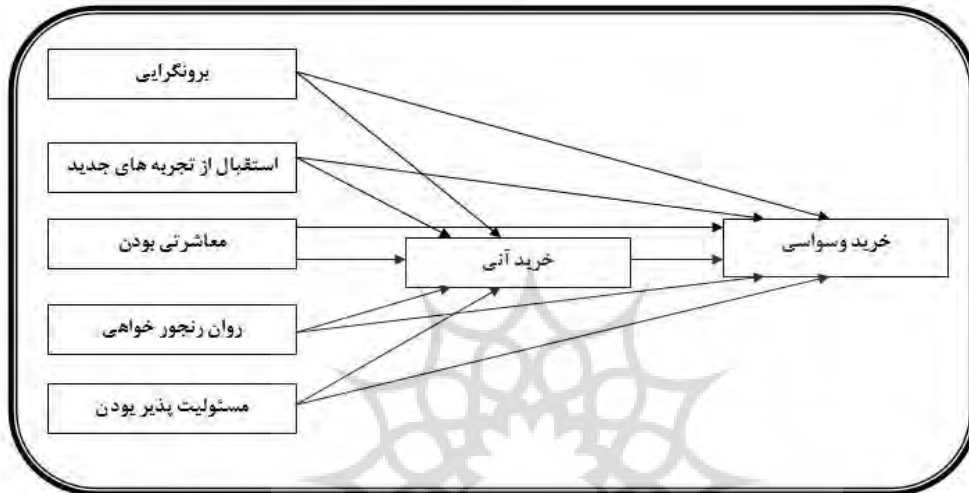 برونگرایی
استقبال از تجربه های جدید
معاشرتی بودن
خرید آنی
خرید وسواسی
روان رنجور خواهی
مسئولیت پذیر بودن